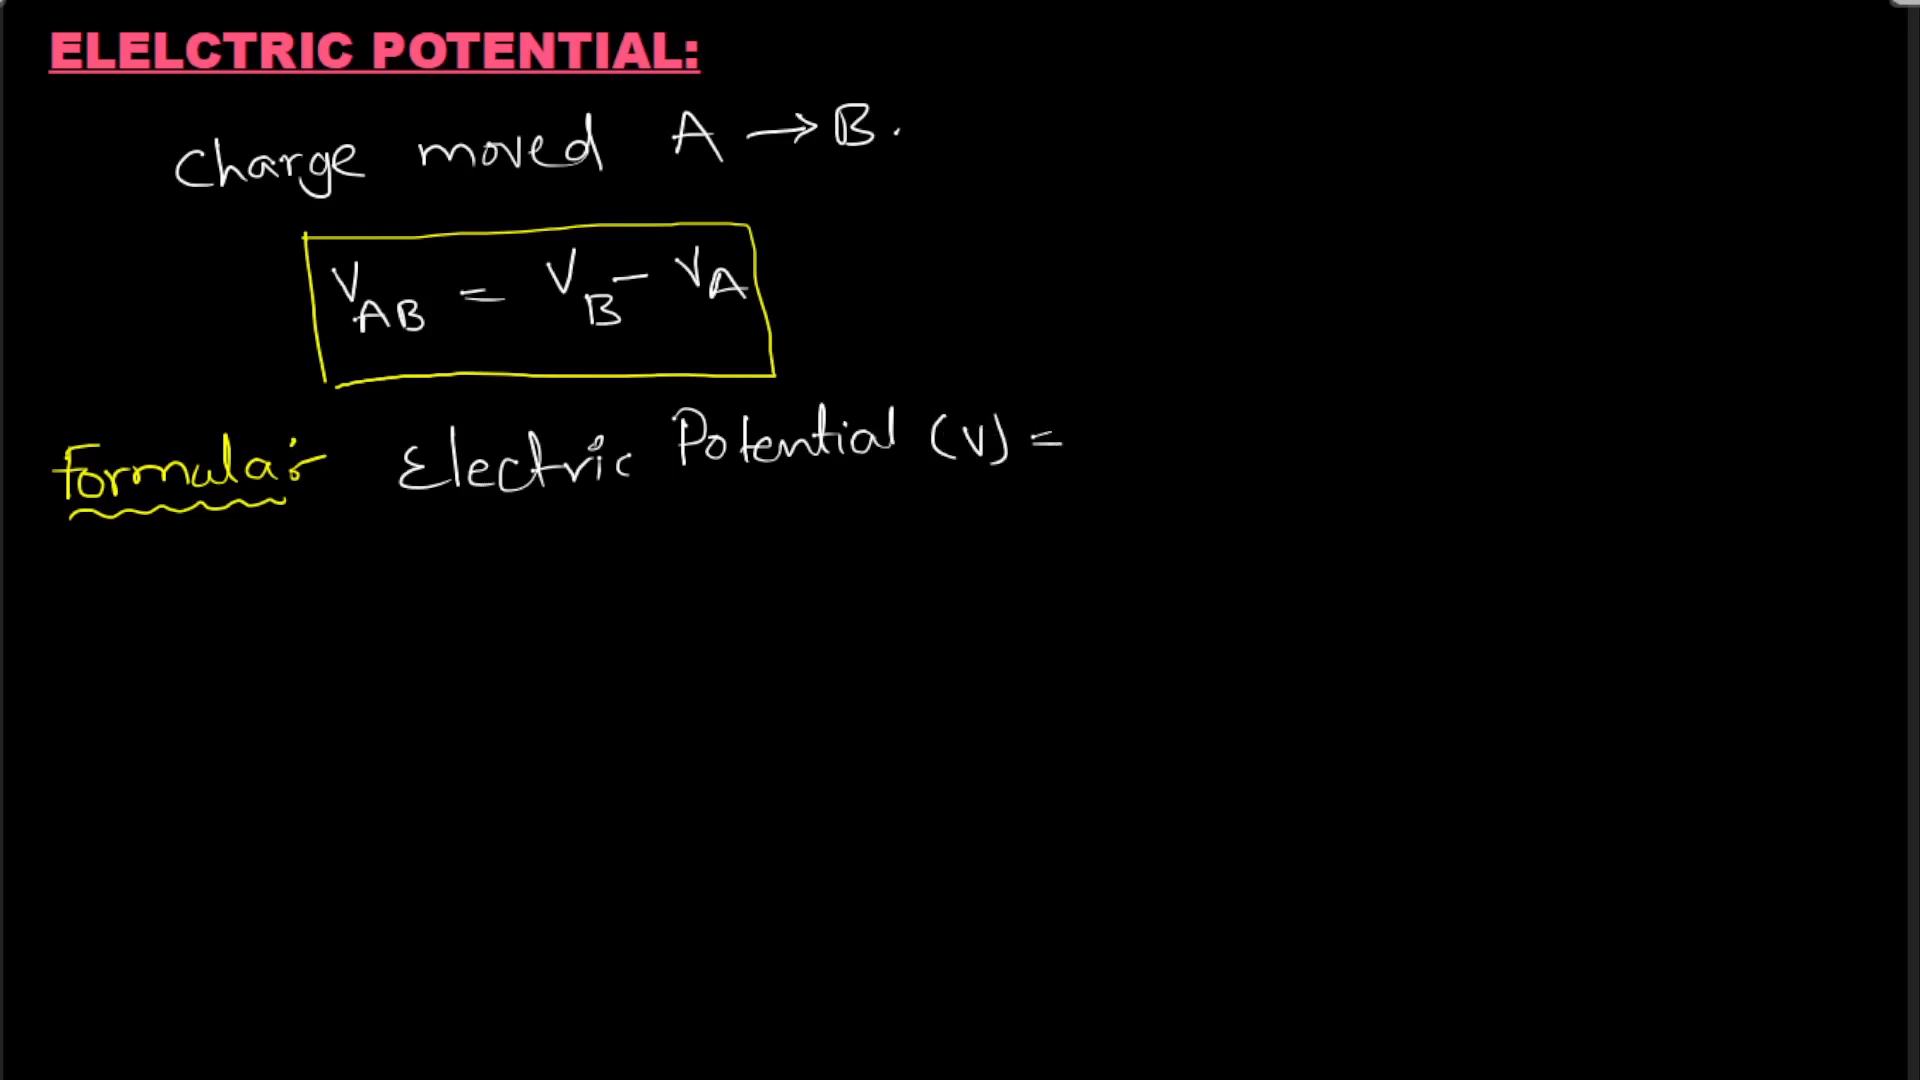 ELELCTRIC POTENTIAL:
Charge moved A → B.
V_AB = V_B - V_A
Formula:- Electric Potential (V) =